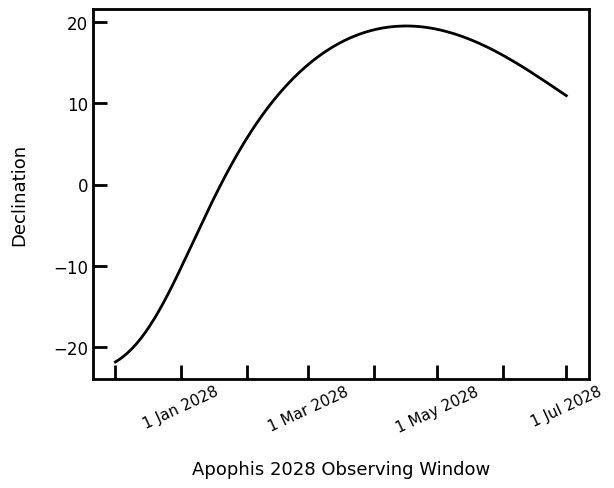 20
10
0
−10
−20
Declination
1 Jan 2028
1 Mar 2028
1 May 2028
1 Jul 2028
Apophis 2028 Observing Window